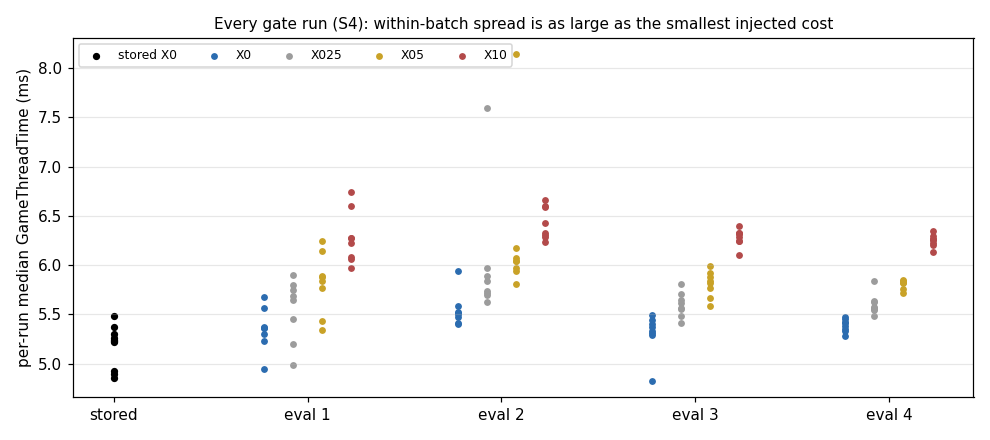 Every gate run (S4): within-batch spread is as large as the smallest injected cost
stored X0 X0 X025 X05 X10
per-run median GameThreadTime (ms)
8.0
7.5
7.0
6.5
6.0
5.5
5.0
stored eval 1 eval 2 eval 3 eval 4